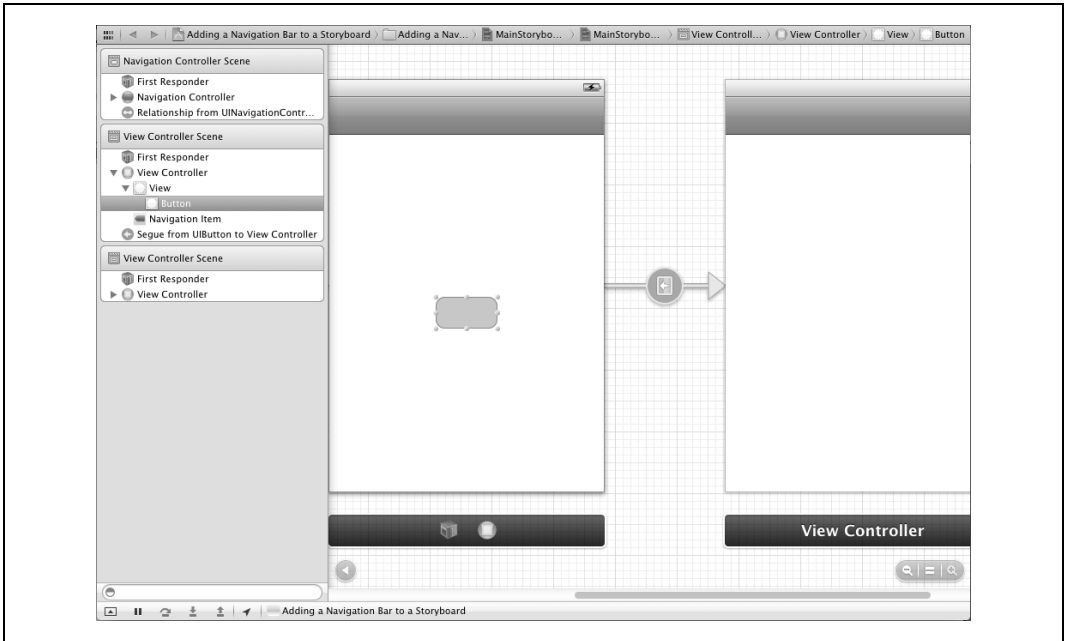 Adding a Navigation Bar to a Storyboard Adding a Nav... MainStorybo... MainStorybo... View Controll... View Controller View Button
Navigation Controller Scene
First Responder
Navigation Controller
Relationship from UINavigationContr...
View Controller Scene
First Responder
View Controller
View
Button
Navigation Item
Segue from UIButton to View Controller
View Controller Scene
First Responder
View Controller
View Controller
Adding a Navigation Bar to a Storyboard